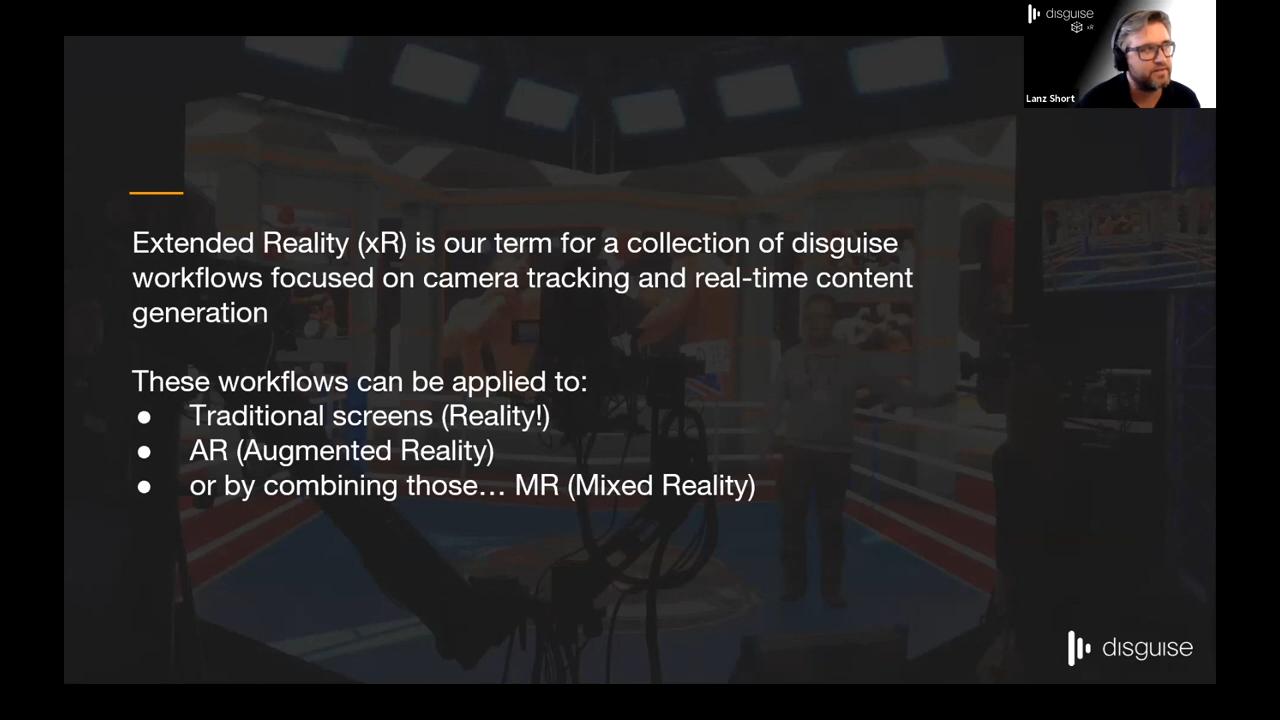 disguise
xR
Lanz Short
Extended Reality (xR) is our term for a collection of disguise
workflows focused on camera tracking and real-time content
generation
These workflows can be applied to:
● Traditional screens (Reality!)
● AR (Augmented Reality)
● or by combining those… MR (Mixed Reality)
disguise